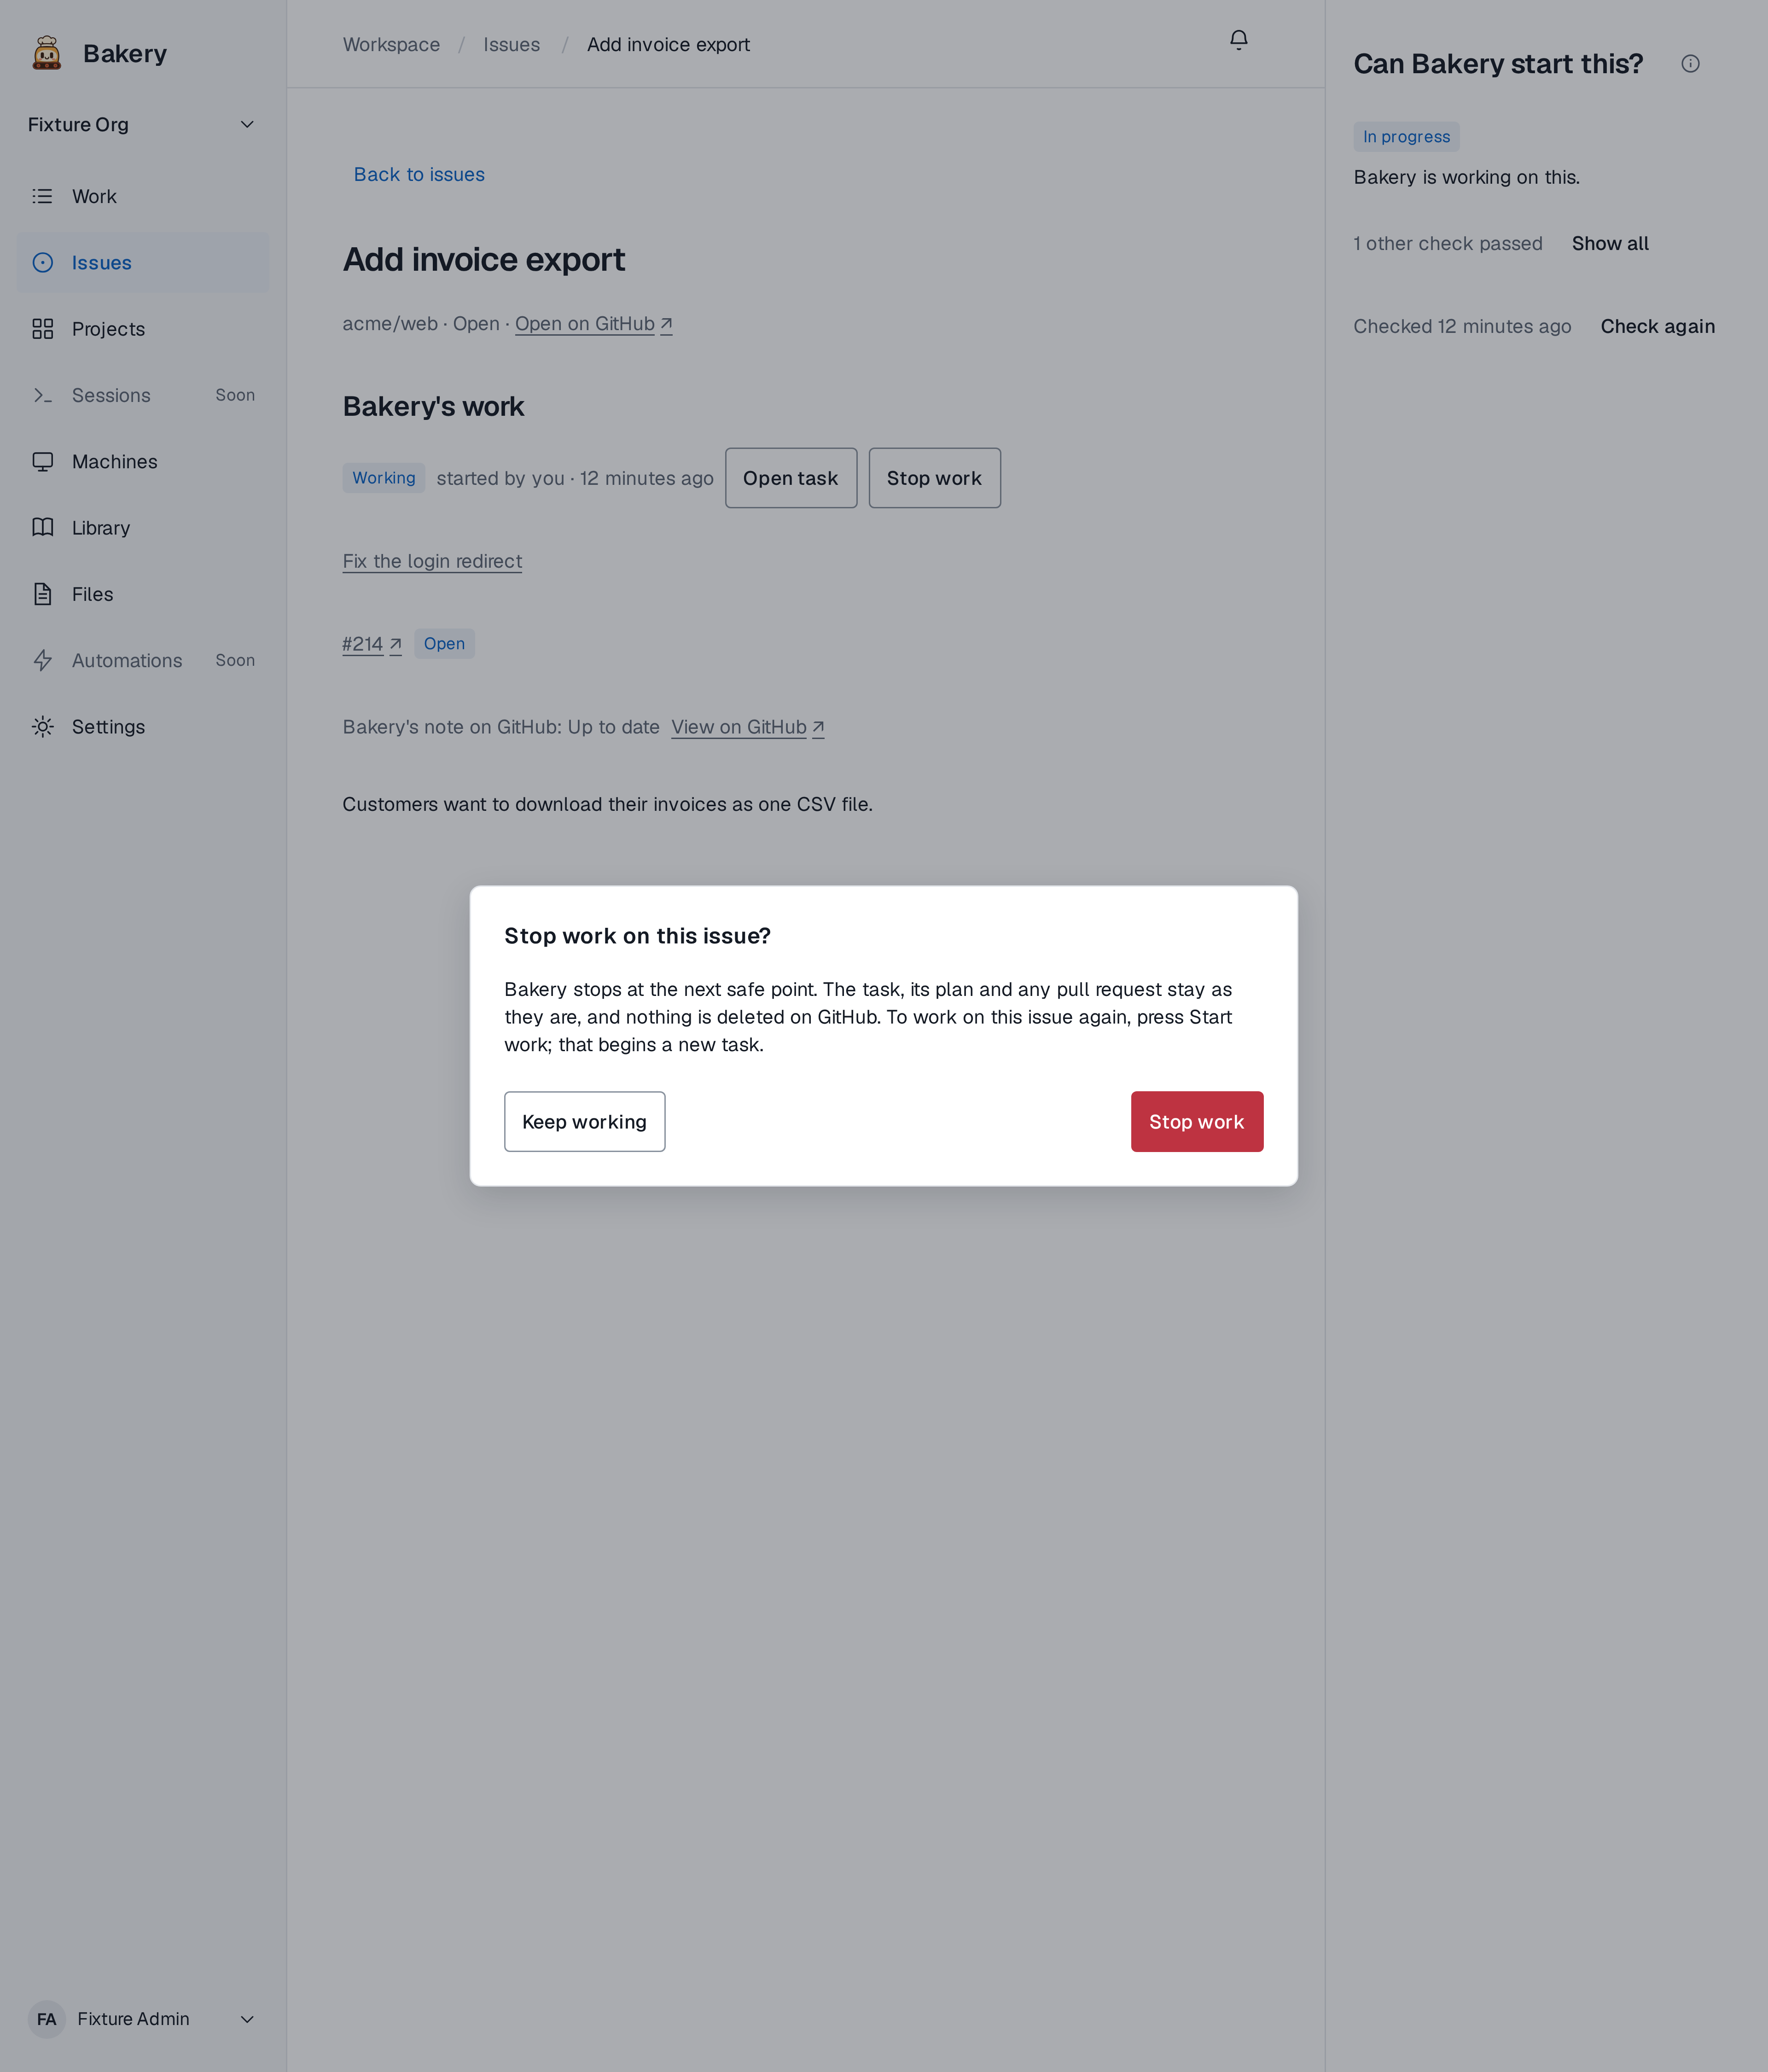 Bakery
Fixture Org
Work
Issues
Projects
Sessions Soon
Machines
Library
Files
Automations Soon
Settings
FA Fixture Admin
Workspace / Issues / Add invoice export
Back to issues
Add invoice export
acme/web · Open · Open on GitHub
Bakery's work
Working started by you · 12 minutes ago Open task Stop work
Fix the login redirect
#214 Open
Bakery's note on GitHub: Up to date View on GitHub
Customers want to download their invoices as one CSV file.
Stop work on this issue?
Bakery stops at the next safe point. The task, its plan and any pull request stay as
they are, and nothing is deleted on GitHub. To work on this issue again, press Start
work; that begins a new task.
Keep working Stop work
Can Bakery start this?
In progress
Bakery is working on this.
1 other check passed Show all
Checked 12 minutes ago Check again